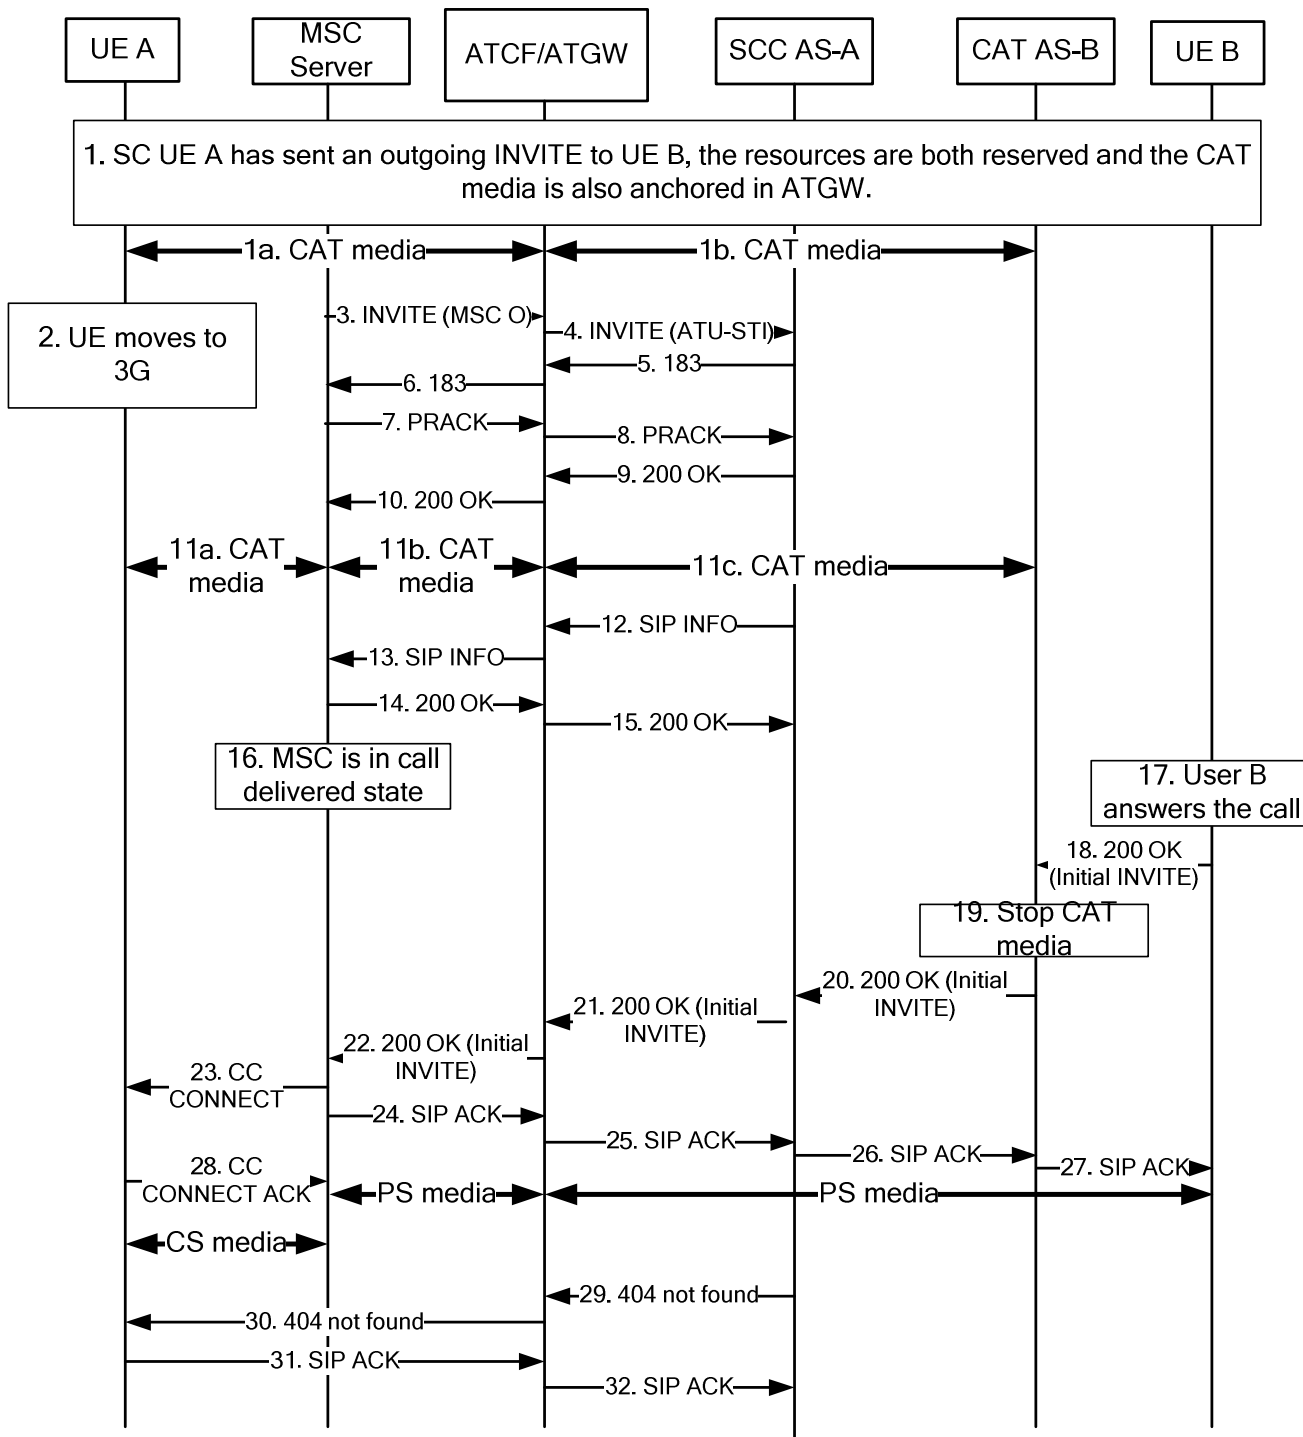 UE A
MSC
Server
ATCF/ATGW
SCC AS-A
CAT AS-B
UE B
1. SC UE A has sent an outgoing INVITE to UE B, the resources are both reserved and the CAT
media is also anchored in ATGW.
1a. CAT media
1b. CAT media
2. UE moves to
3G
3. INVITE (MSC O)
4. INVITE (ATU-STI)
5. 183
6. 183
7. PRACK
8. PRACK
9. 200 OK
10. 200 OK
11a. CAT
media
11b. CAT
media
11c. CAT media
12. SIP INFO
13. SIP INFO
14. 200 OK
15. 200 OK
16. MSC is in call
delivered state
17. User B
answers the call
18. 200 OK
(Initial INVITE)
19. Stop CAT
media
20. 200 OK (Initial
INVITE)
21. 200 OK (Initial
INVITE)
22. 200 OK (Initial
INVITE)
23. CC
CONNECT
24. SIP ACK
25. SIP ACK
26. SIP ACK
27. SIP ACK
28. CC
CONNECT ACK
PS media
PS media
CS media
29. 404 not found
30. 404 not found
31. SIP ACK
32. SIP ACK